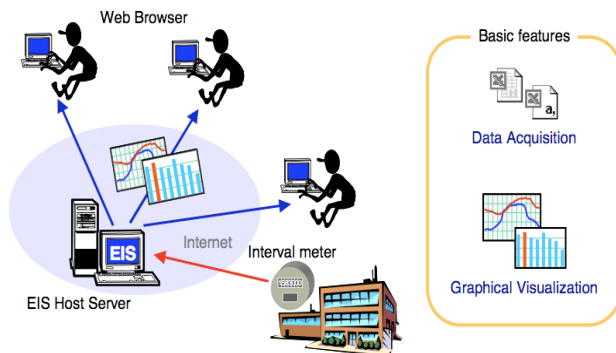 Web Browser
EIS
Internet
Interval meter
EIS Host Server
Basic features
a,
Data Acquisition
Graphical Visualization